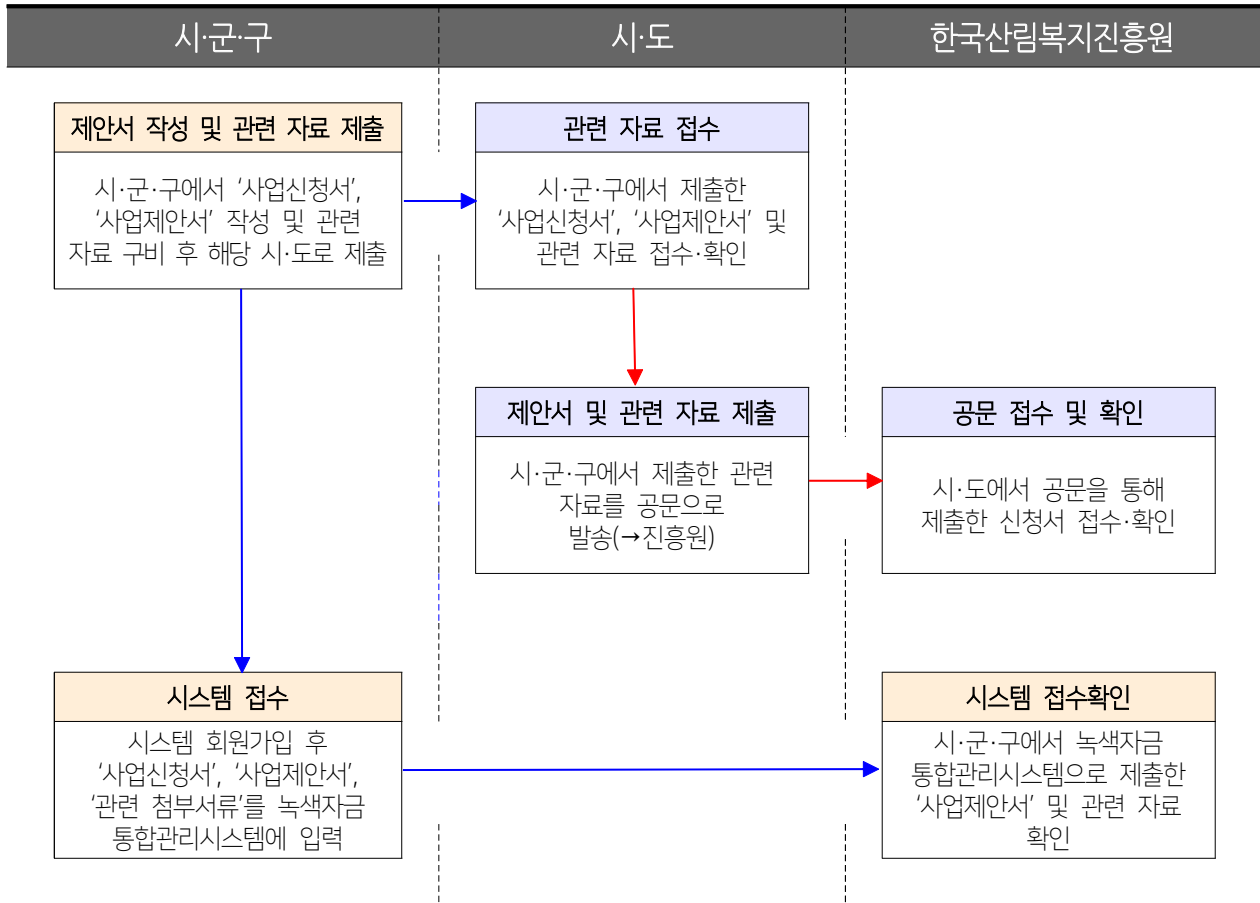 시·군·구
시·도
한국산림복지진흥원
제안서 작성 및 관련 자료 제출
시·군·구에서 ‘사업신청서’,
‘사업제안서’ 작성 및 관련
자료 구비 후 해당 시·도로 제출
관련 자료 접수
시·군·구에서 제출한
‘사업신청서’, ‘사업제안서’ 및
관련 자료 접수·확인
제안서 및 관련 자료 제출
시·군·구에서 제출한 관련
자료를 공문으로
발송(→진흥원)
공문 접수 및 확인
시·도에서 공문을 통해
제출한 신청서 접수·확인
시스템 접수
시스템 회원가입 후
‘사업신청서’, ‘사업제안서’,
‘관련 첨부서류’를 녹색자금
통합관리시스템에 입력
시스템 접수확인
시·군·구에서 녹색자금
통합관리시스템으로 제출한
‘사업제안서’ 및 관련 자료
확인